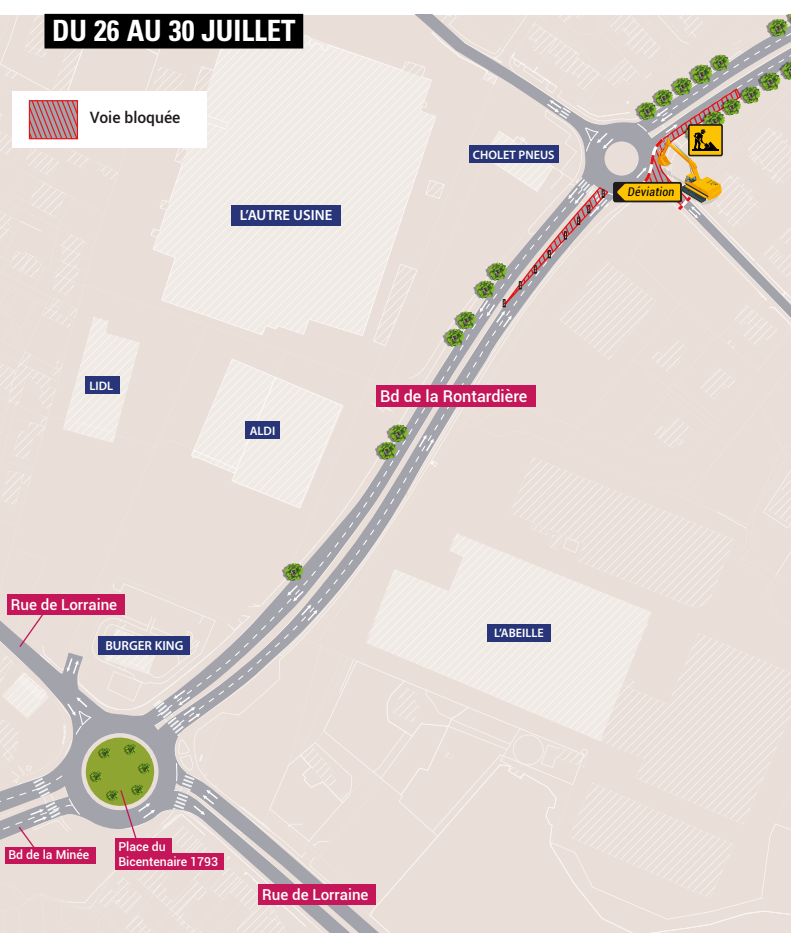 DU 26 AU 30 JUILLET
Voie bloquée
CHOLET PNEUS
Déviation
L'AUTRE USINE
LIDL
Bd de la Rontardière
ALDI
Rue de Lorraine
L'ABEILLE
BURGER KING
Bd de la Minée
Place du
Bicentenaire 1793
Rue de Lorraine